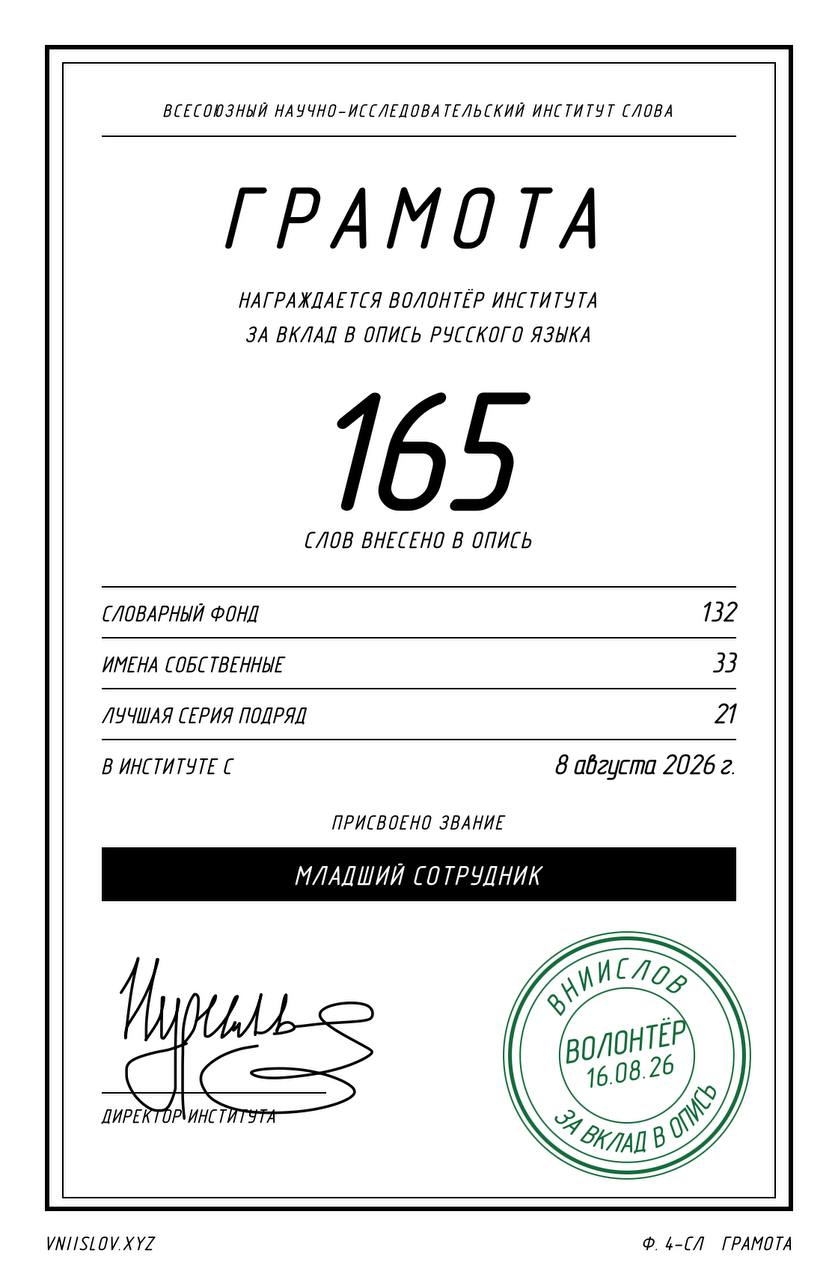 ВСЕСОЮЗНЫЙ НАУЧНО-ИССЛЕДОВАТЕЛЬСКИЙ ИНСТИТУТ СЛОВА
ГРАМОТА
НАГРАЖДАЕТСЯ ВОЛОНТЁР ИНСТИТУТА
ЗА ВКЛАД В ОПИСЬ РУССКОГО ЯЗЫКА
165
СЛОВ ВНЕСЕНО В ОПИСЬ
СЛОВАРНЫЙ ФОНД 132
ИМЕНА СОБСТВЕННЫЕ 33
ЛУЧШАЯ СЕРИЯ ПОДРЯД 21
В ИНСТИТУТЕ С 8 августа 2026 г.
ПРИСВОЕНО ЗВАНИЕ
МЛАДШИЙ СОТРУДНИК
ДИРЕКТОР ИНСТИТУТА
ВНИИСЛОВ
ВОЛОНТЁР
16.08.26
ЗА ВКЛАД В ОПИСЬ
VNIISLOV.XYZ Ф. 4-СЛ ГРАМОТА